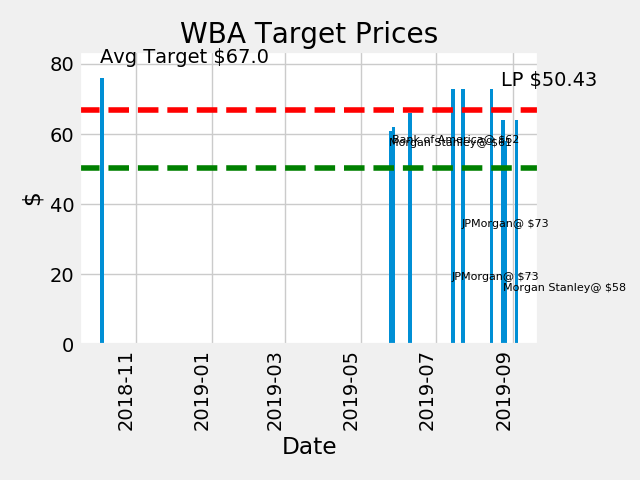 WBA Target Prices
Avg Target $67.0
LP $50.43
80
60
40
20
0
$
Bank of America@ $62
Morgan Stanley@ $61
JPMorgan@ $73
JPMorgan@ $73
Morgan Stanley@ $58
2018-11
2019-01
2019-03
2019-05
2019-07
2019-09
Date